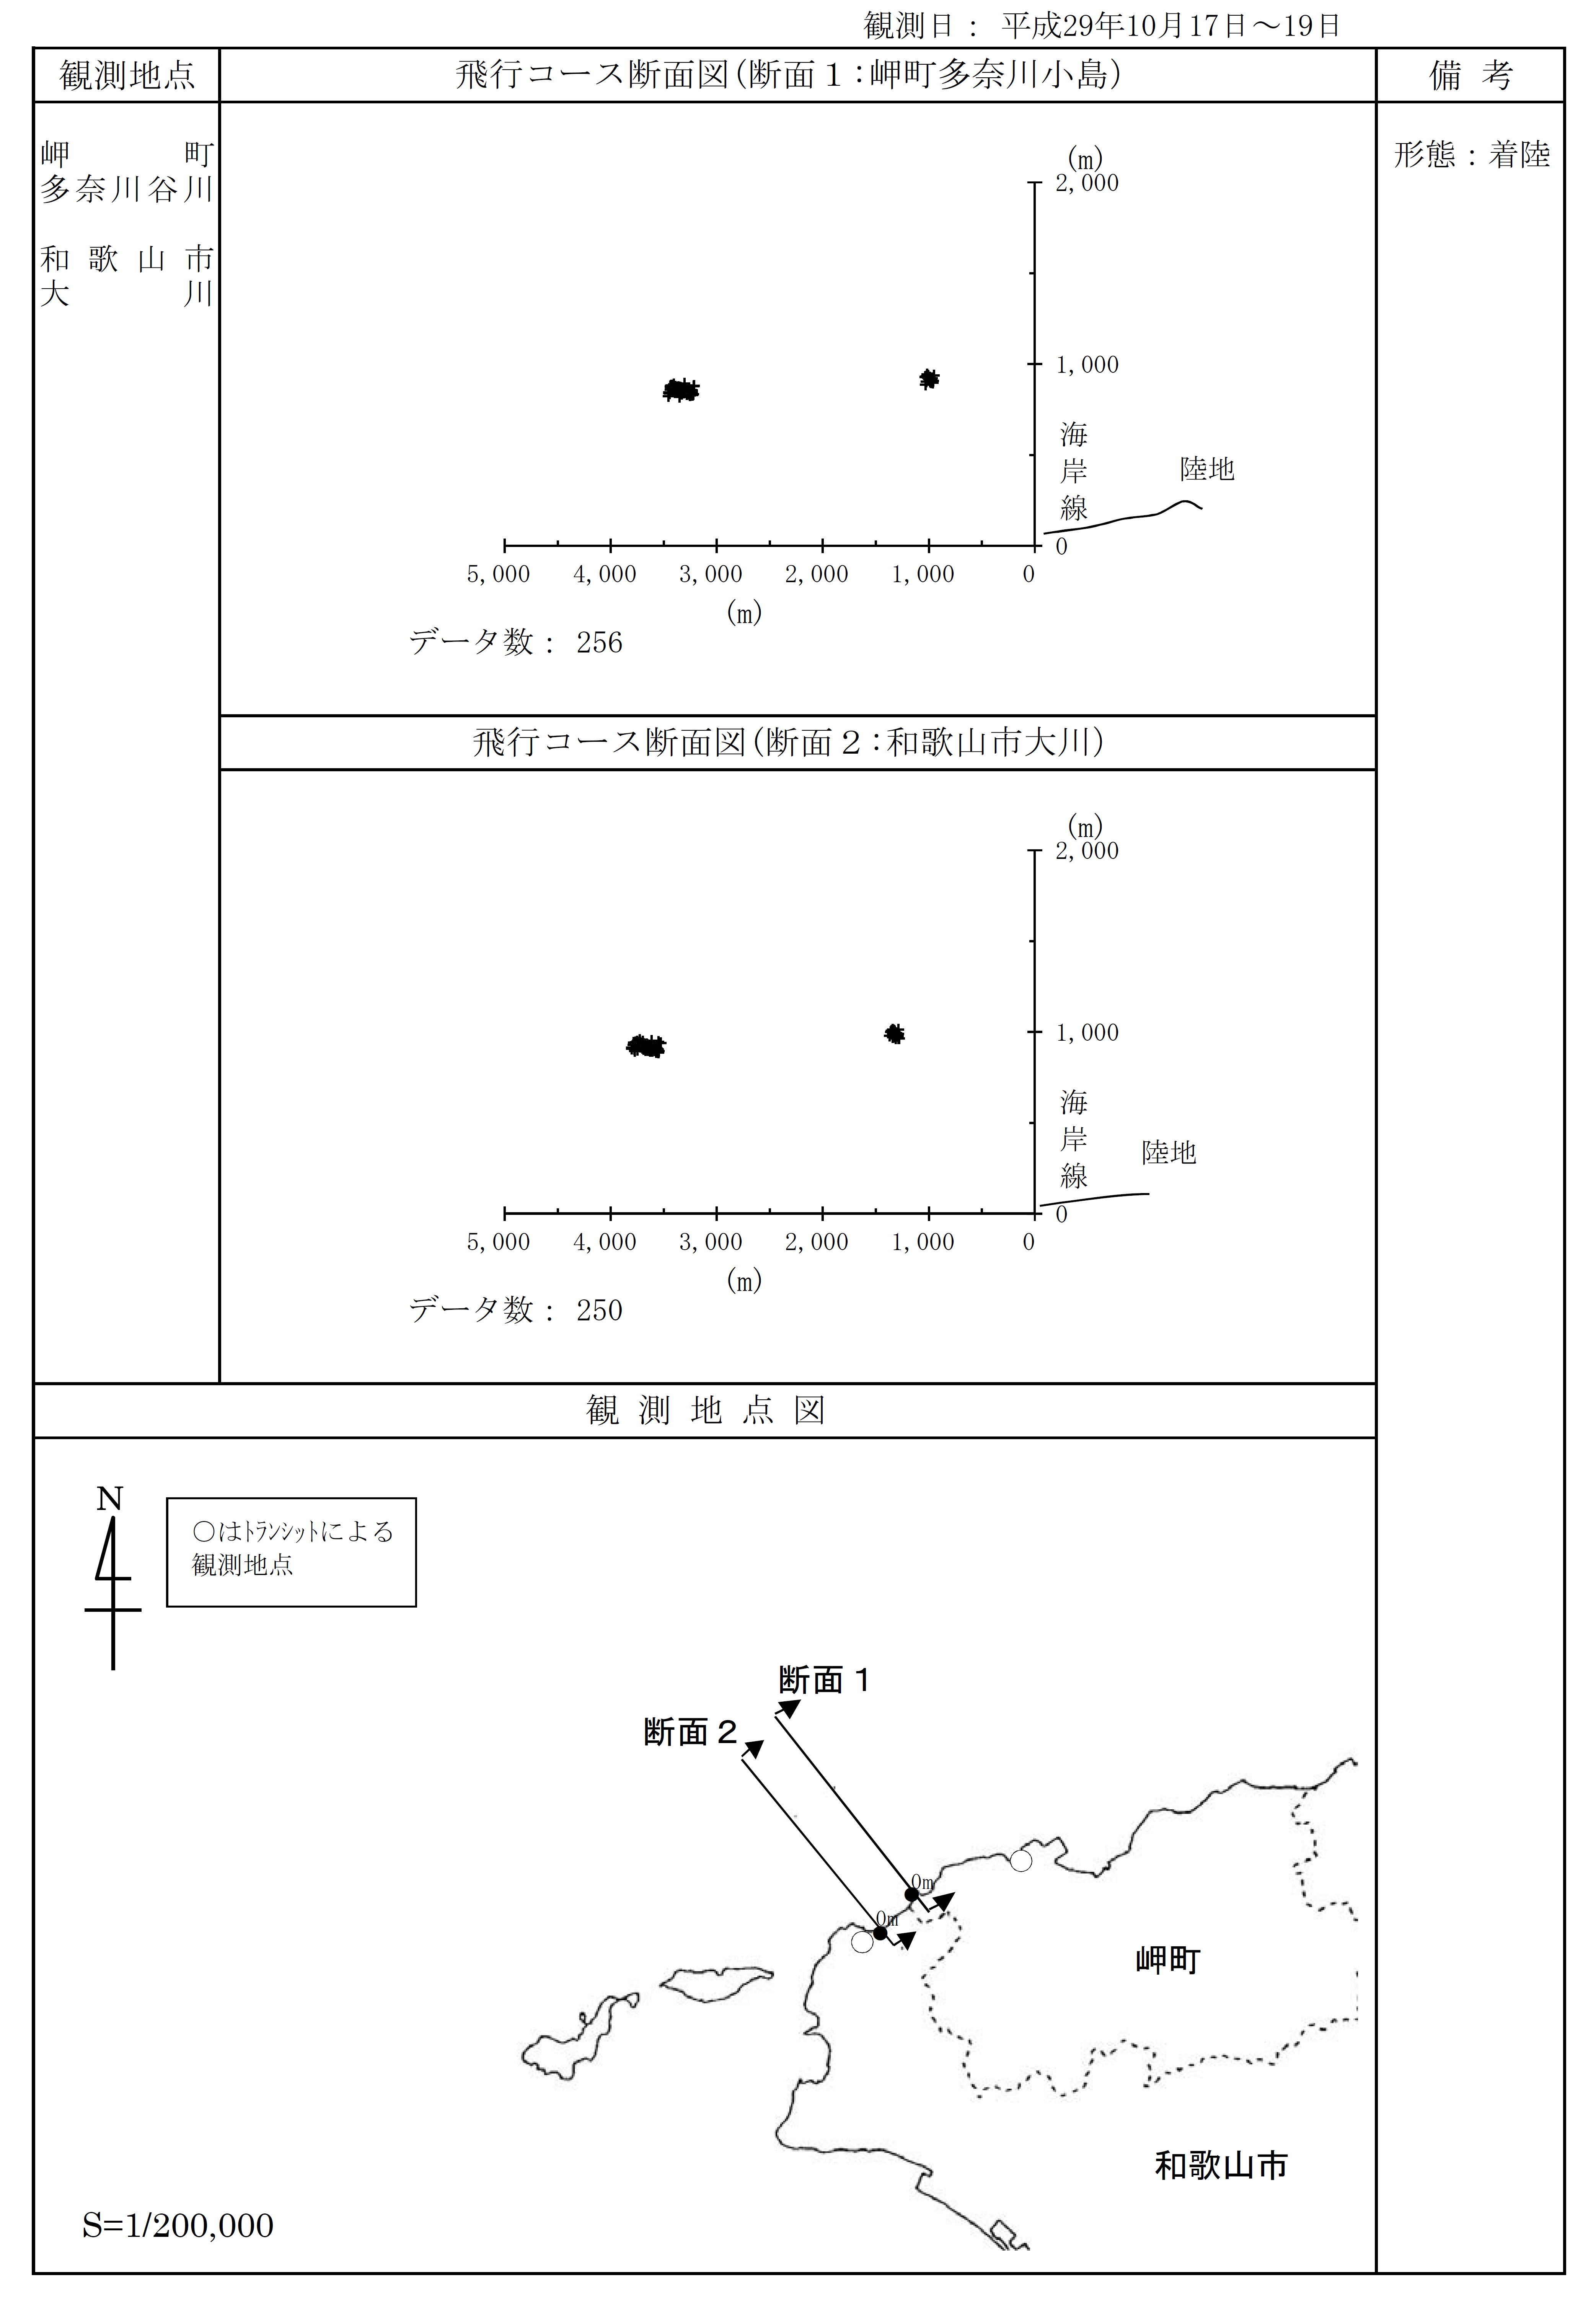 観測日： 平成29年10月17日～19日
観測地点
飛行コース断面図(断面１：岬町多奈川小島)
備 考
岬　　　町
多奈川谷川
和歌山市
大　　　川
形態：着陸
(m)
2,000
1,000
海岸線
陸地
0
5,000 4,000 3,000 2,000 1,000 0
(m)
データ数： 256
飛行コース断面図(断面２：和歌山市大川)
(m)
2,000
1,000
海岸線
陸地
0
5,000 4,000 3,000 2,000 1,000 0
(m)
データ数： 250
観 測 地 点 図
N
○はﾄﾗﾝｼｯﾄによる
観測地点
断面１
断面２
0m
0m
岬町
和歌山市
S=1/200,000